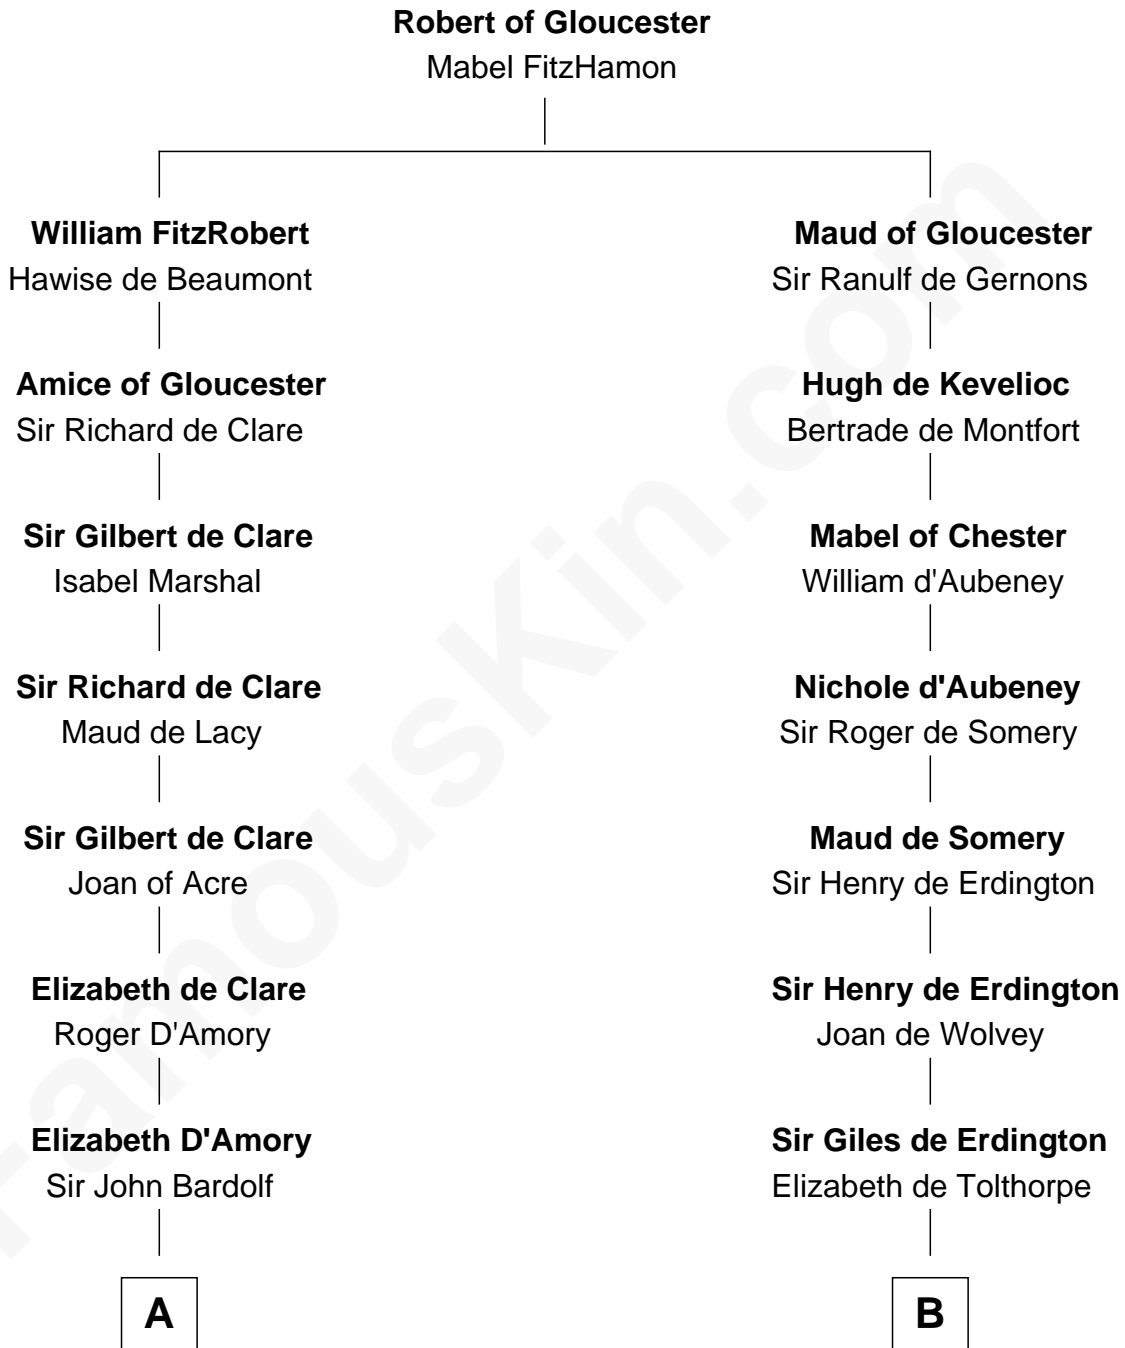 Robert of Gloucester
Mabel FitzHamon
William FitzRobert
Hawise de Beaumont
Maud of Gloucester
Sir Ranulf de Gernons
Amice of Gloucester
Sir Richard de Clare
Hugh de Kevelioc
Bertrade de Montfort
Sir Gilbert de Clare
Isabel Marshal
Mabel of Chester
William d'Aubeney
Sir Richard de Clare
Maud de Lacy
Nichole d'Aubeney
Sir Roger de Somery
Sir Gilbert de Clare
Joan of Acre
Maud de Somery
Sir Henry de Erdington
Elizabeth de Clare
Roger D'Amory
Sir Henry de Erdington
Joan de Wolvey
Elizabeth D'Amory
Sir John Bardolf
Sir Giles de Erdington
Elizabeth de Tolthorpe
A
B
FamousKin.com